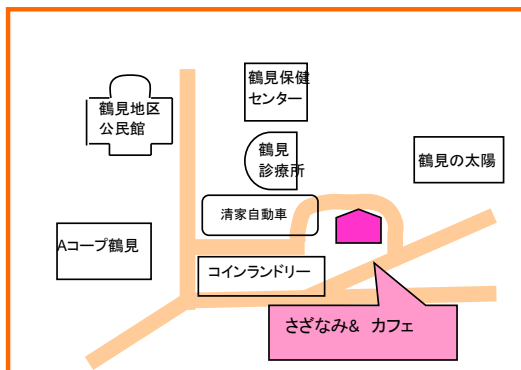 鶴見保健
センター
鶴見地区
公民館
鶴見
診療所
鶴見の太陽
清家自動車
Aコープ鶴見
コインランドリー
さざなみ& カフェ